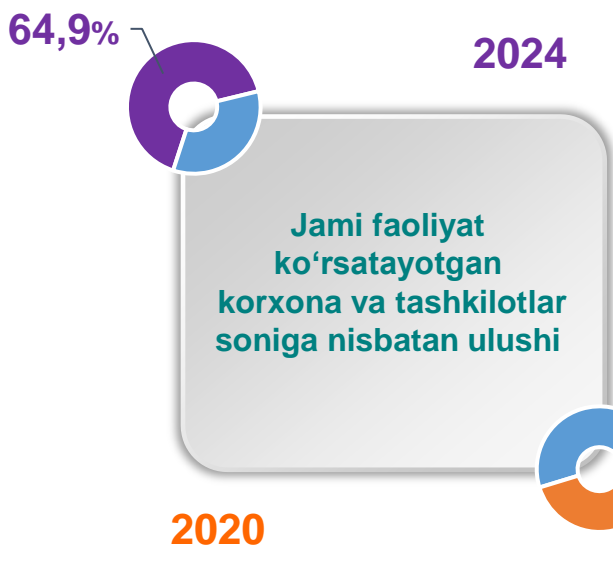 64,9%
2024
Jami faoliyat
ko‘rsatayotgan
korxona va tashkilotlar
soniga nisbatan ulushi
2020